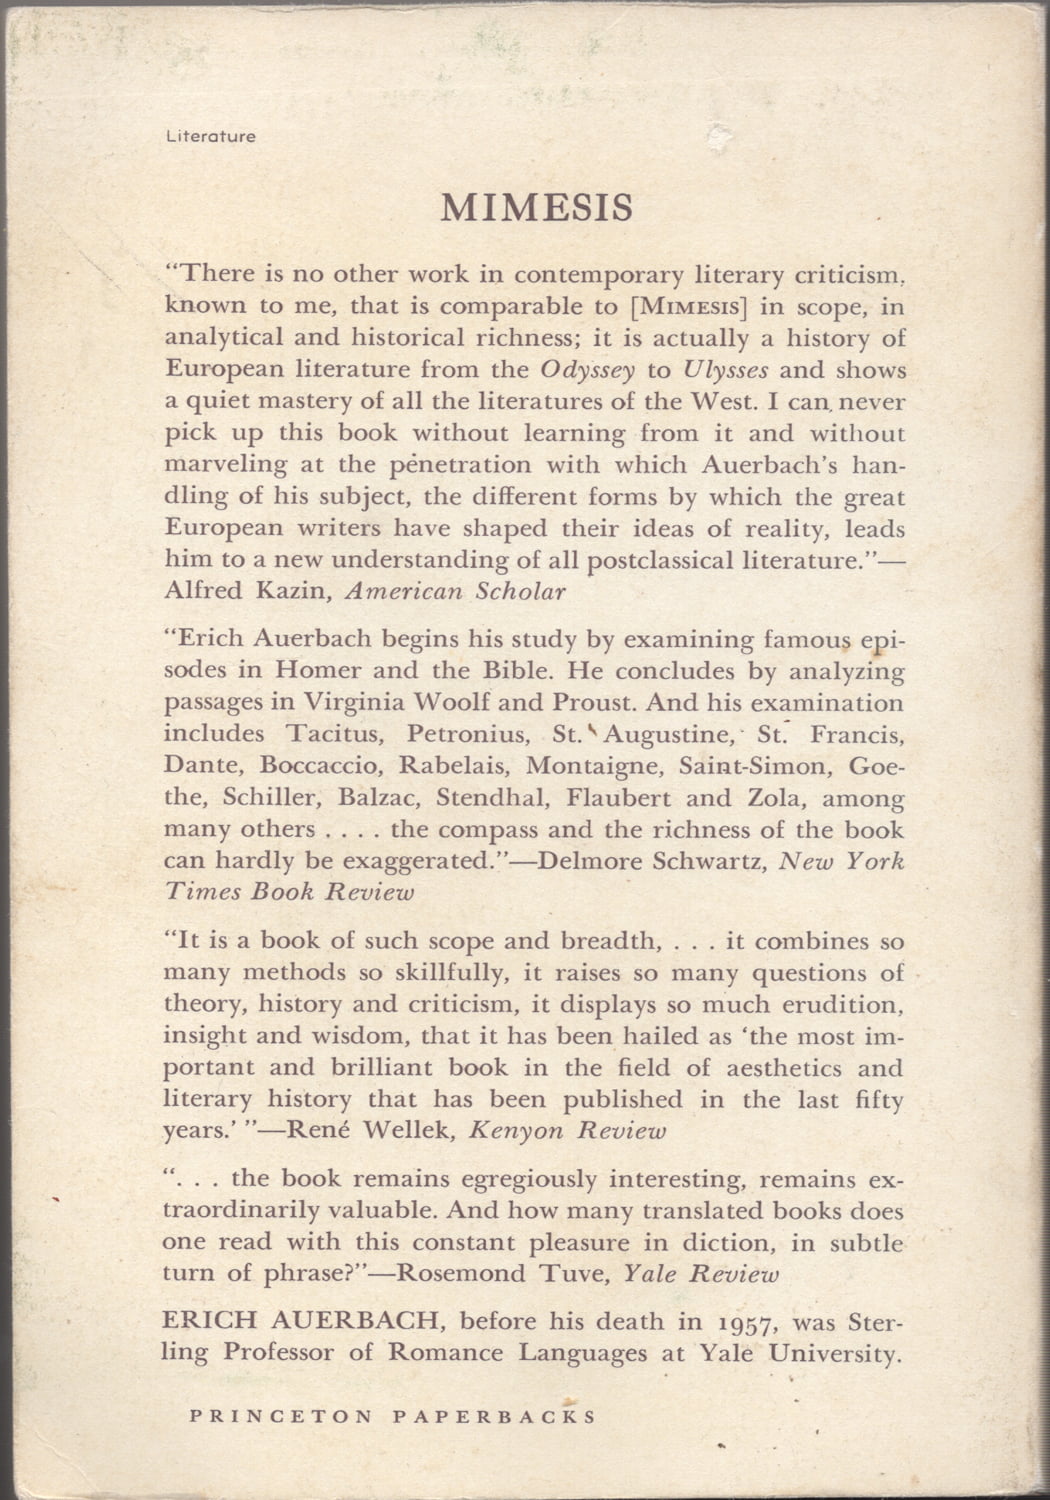 Literature
MIMESIS
“There is no other work in contemporary literary criticism,
known to me, that is comparable to [MIMESIS] in scope, in
analytical and historical richness; it is actually a history of
European literature from the Odyssey to Ulysses and shows
a quiet mastery of all the literatures of the West. I can never
pick up this book without learning from it and without
marveling at the penetration with which Auerbach’s han-
dling of his subject, the different forms by which the great
European writers have shaped their ideas of reality, leads
him to a new understanding of all postclassical literature.”—
Alfred Kazin, American Scholar
“Erich Auerbach begins his study by examining famous epi-
sodes in Homer and the Bible. He concludes by analyzing
passages in Virginia Woolf and Proust. And his examination
includes Tacitus, Petronius, St. Augustine, St. Francis,
Dante, Boccaccio, Rabelais, Montaigne, Saint-Simon, Goe-
the, Schiller, Balzac, Stendhal, Flaubert and Zola, among
many others . . . . the compass and the richness of the book
can hardly be exaggerated.”—Delmore Schwartz, New York
Times Book Review
“It is a book of such scope and breadth, . . . it combines so
many methods so skillfully, it raises so many questions of
theory, history and criticism, it displays so much erudition,
insight and wisdom, that it has been hailed as ‘the most im-
portant and brilliant book in the field of aesthetics and
literary history that has been published in the last fifty
years.’ ”—René Wellek, Kenyon Review
“. . . the book remains egregiously interesting, remains ex-
traordinarily valuable. And how many translated books does
one read with this constant pleasure in diction, in subtle
turn of phrase?”—Rosemond Tuve, Yale Review
ERICH AUERBACH, before his death in 1957, was Ster-
ling Professor of Romance Languages at Yale University.
PRINCETON PAPERBACKS